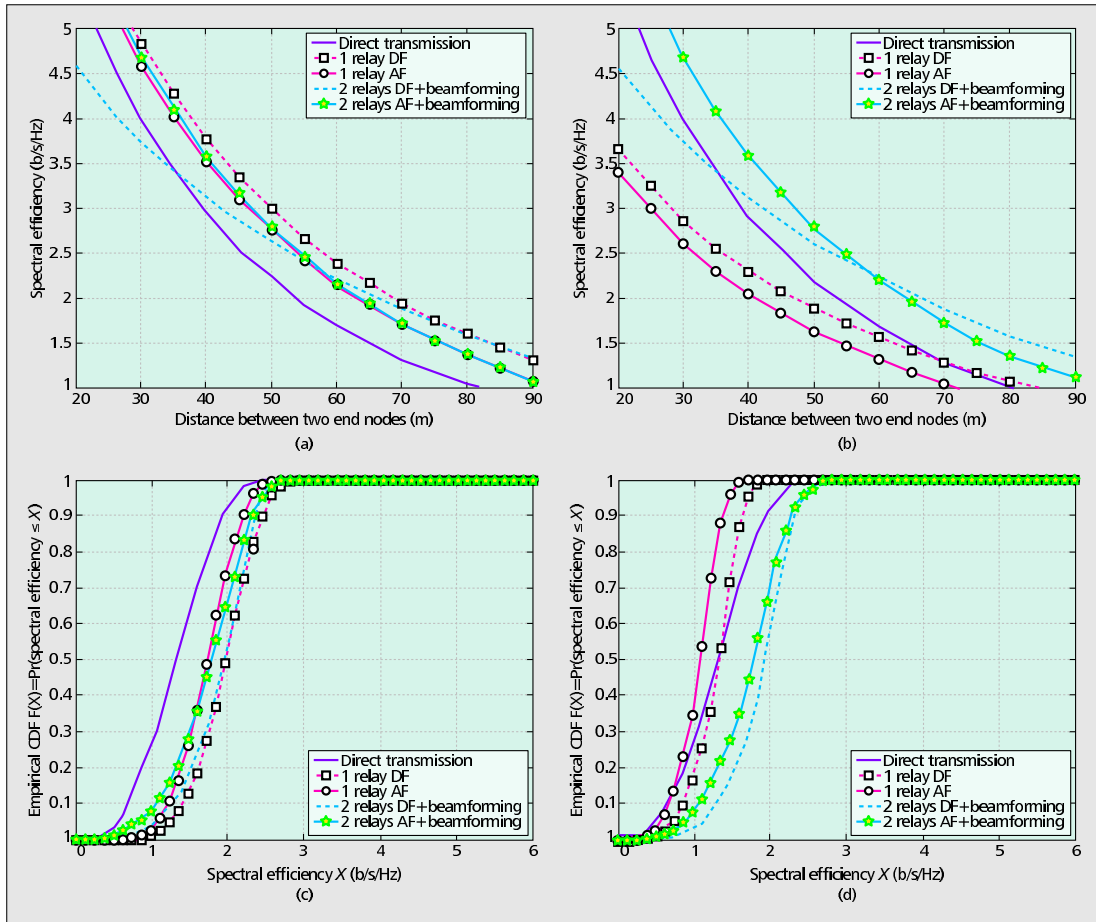 5
4.5
4
3.5
3
2.5
2
1.5
1
Spectral efficiency (b/s/Hz)
Direct transmission
1 relay DF
1 relay AF
2 relays DF+beamforming
2 relays AF+beamforming
20 30 40 50 60 70 80 90
Distance between two end nodes (m)
(a)
5
4.5
4
3.5
3
2.5
2
1.5
1
Spectral efficiency (b/s/Hz)
Direct transmission
1 relay DF
1 relay AF
2 relays DF+beamforming
2 relays AF+beamforming
20 30 40 50 60 70 80 90
Distance between two end nodes (m)
(b)
1
0.9
0.8
0.7
0.6
0.5
0.4
0.3
0.2
0.1
1
Empirical CDF F(X)=Pr(spectral efficiency ≤ X)
Direct transmission
1 relay DF
1 relay AF
2 relays DF+beamforming
2 relays AF+beamforming
0 1 2 3 4 5 6
Spectral efficiency X (b/s/Hz)
(c)
1
0.9
0.8
0.7
0.6
0.5
0.4
0.3
0.2
0.1
1
Empirical CDF F(X)=Pr(spectral efficiency ≤ X)
Direct transmission
1 relay DF
1 relay AF
2 relays DF+beamforming
2 relays AF+beamforming
0 1 2 3 4 5 6
Spectral efficiency X (b/s/Hz)
(d)